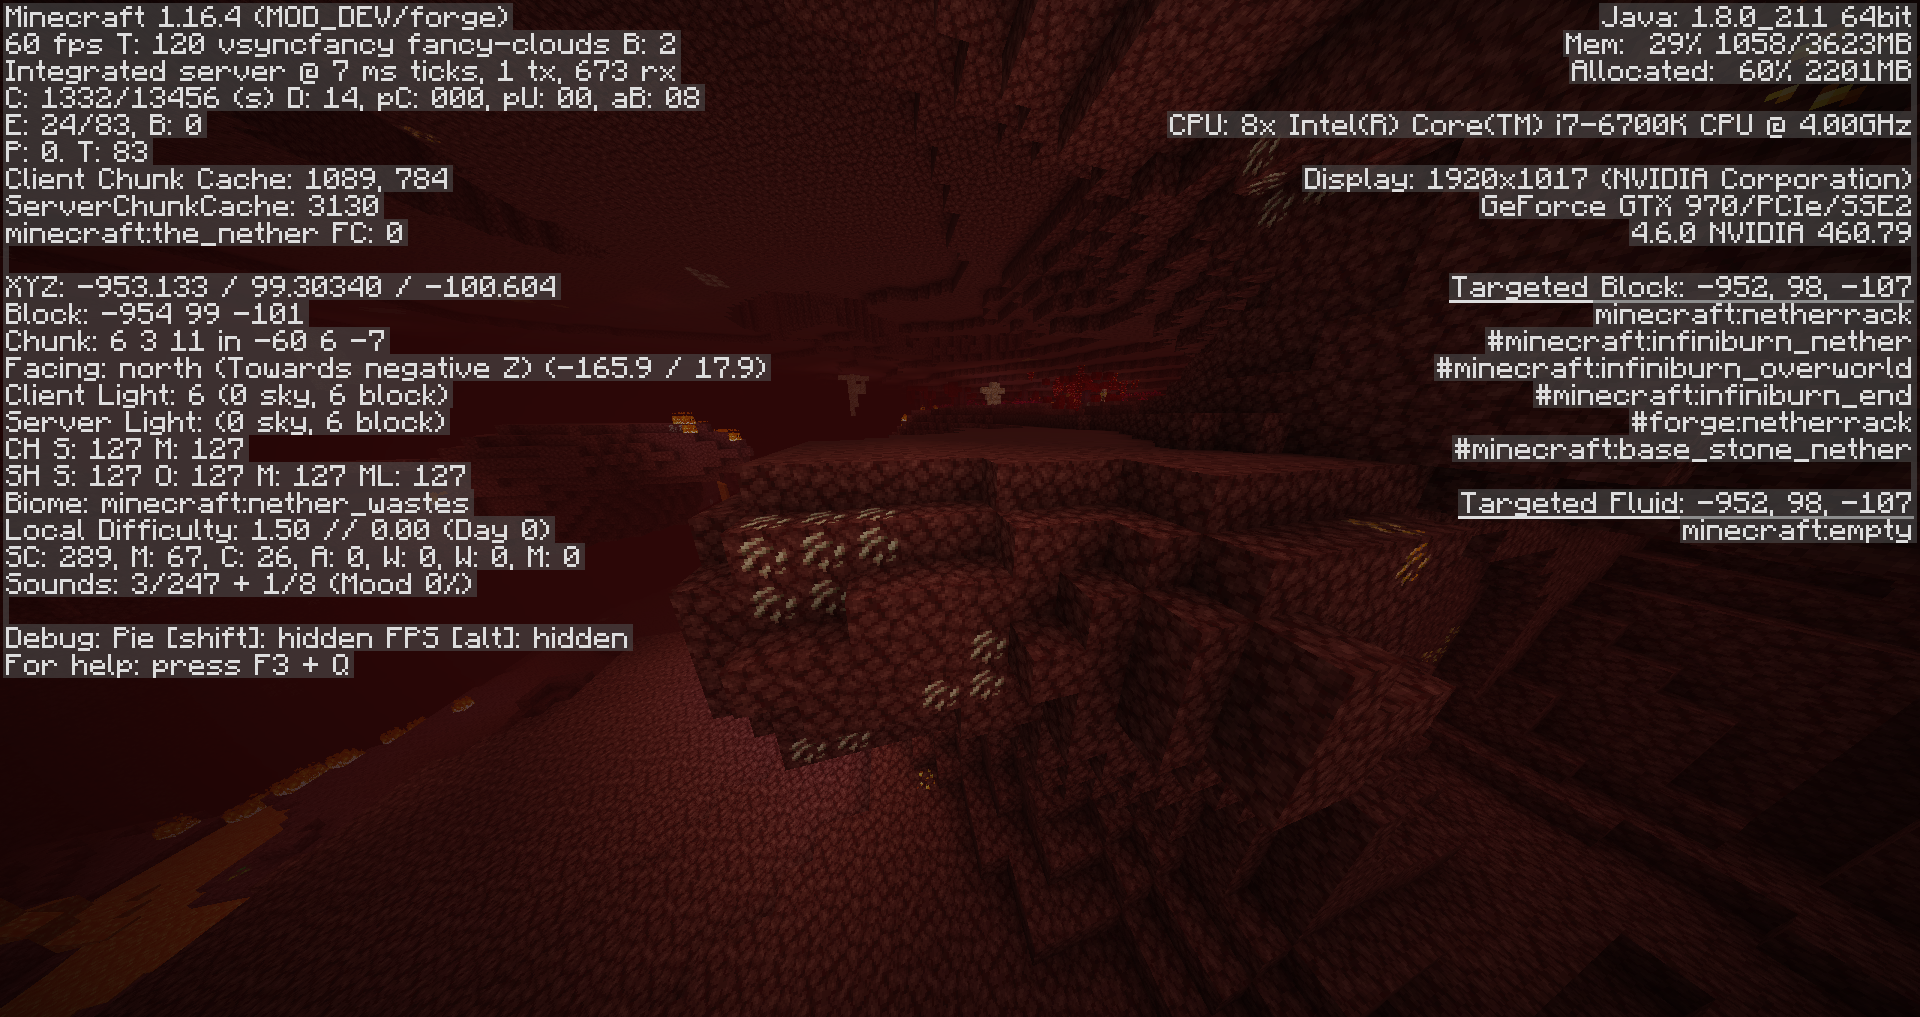 Minecraft 1.16.4 (MOD_DEV/forge)
60 fps T: 120 vsyncfancy fancy-clouds B: 2
Integrated server @ 7 ms ticks, 1 tx, 673 rx
C: 1332/13456 (s) D: 14, pC: 000, pU: 00, aB: 08
E: 24/83, B: 0
P: 0. T: 83
Client Chunk Cache: 1089, 784
ServerChunkCache: 3130
minecraft:the_nether FC: 0
XYZ: -953.133 / 99.30340 / -100.604
Block: -954 99 -101
Chunk: 6 3 11 in -60 6 -7
Facing: north (Towards negative Z) (-165.9 / 17.9)
Client Light: 6 (0 sky, 6 block)
Server Light: (0 sky, 6 block)
CH S: 127 M: 127
SH S: 127 O: 127 M: 127 ML: 127
Biome: minecraft:nether_wastes
Local Difficulty: 1.50 // 0.00 (Day 0)
SC: 289, M: 67, C: 26, A: 0, W: 0, W: 0, M: 0
Sounds: 3/247 + 1/8 (Mood 0%)
Debug: Pie [shift]: hidden FPS [alt]: hidden
For help: press F3 + Q
Java: 1.8.0_211 64bit
Mem: 29% 1058/3623MB
Allocated: 60% 2201MB
CPU: 8x Intel(R) Core(TM) i7-6700K CPU @ 4.00GHz
Display: 1920x1017 (NVIDIA Corporation)
GeForce GTX 970/PCIe/SSE2
4.6.0 NVIDIA 460.79
Targeted Block: -952, 98, -107
minecraft:netherrack
#minecraft:infiniburn_nether
#minecraft:infiniburn_overworld
#minecraft:infiniburn_end
#forge:netherrack
#minecraft:base_stone_nether
Targeted Fluid: -952, 98, -107
minecraft:empty